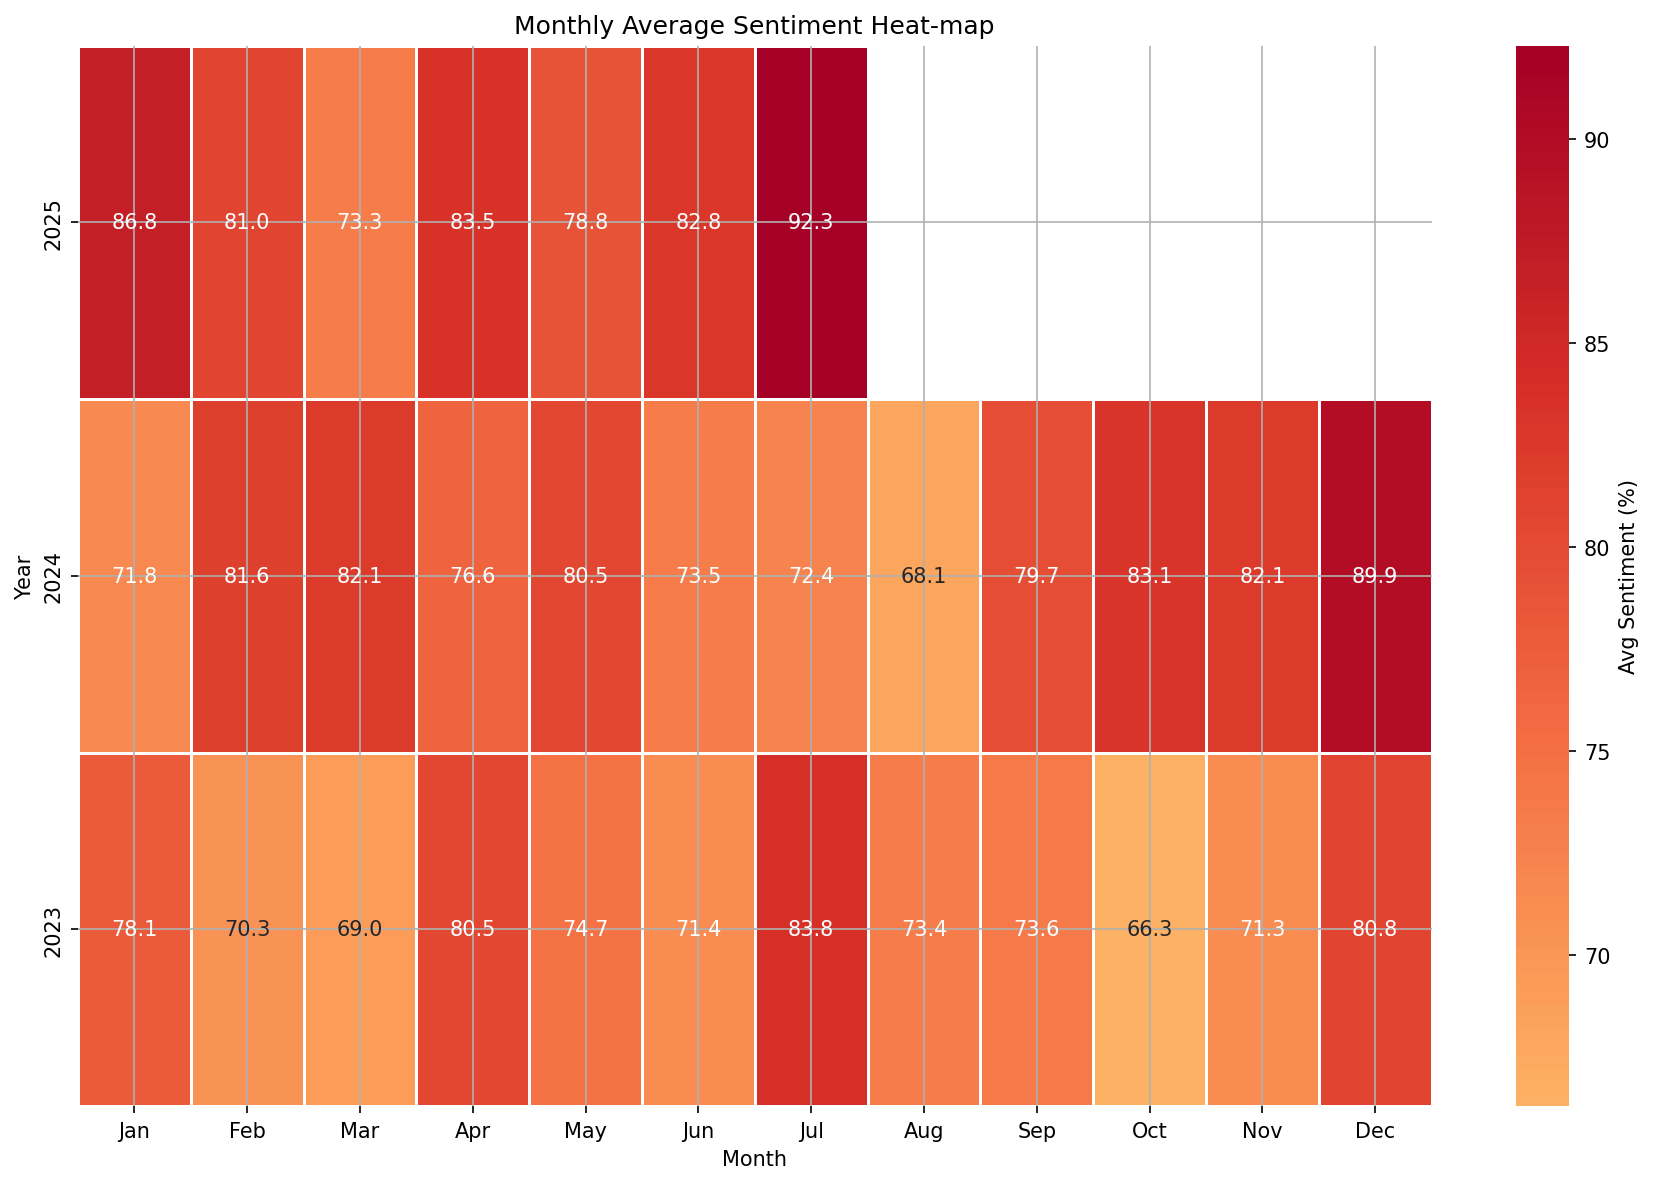 Monthly Average Sentiment Heat-map
2025
86.8 81.0 73.3 83.5 78.8 82.8 92.3
2024
71.8 81.6 82.1 76.6 80.5 73.5 72.4 68.1 79.7 83.1 82.1 89.9
2023
78.1 70.3 69.0 80.5 74.7 71.4 83.8 73.4 73.6 66.3 71.3 80.8
Year
Jan Feb Mar Apr May Jun Jul Aug Sep Oct Nov Dec
Month
90
85
80
75
70
Avg Sentiment (%)